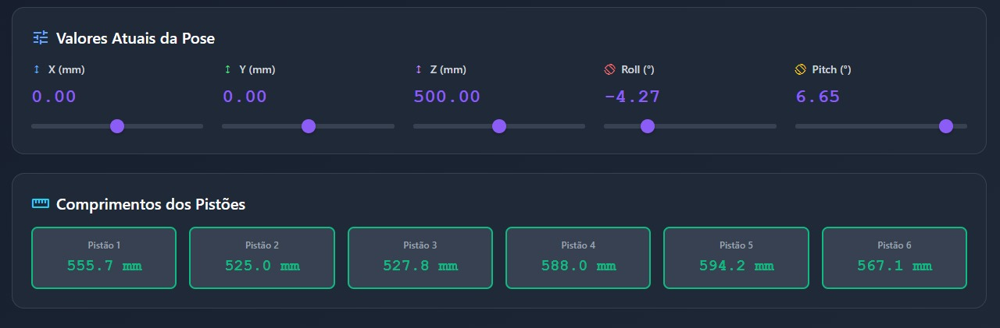 Valores Atuais da Pose
X (mm) Y (mm) Z (mm) Roll (°) Pitch (°)
0.00 0.00 500.00 -4.27 6.65
Comprimentos dos Pistões
Pistão 1 Pistão 2 Pistão 3 Pistão 4 Pistão 5 Pistão 6
555.7 mm 525.0 mm 527.8 mm 588.0 mm 594.2 mm 567.1 mm